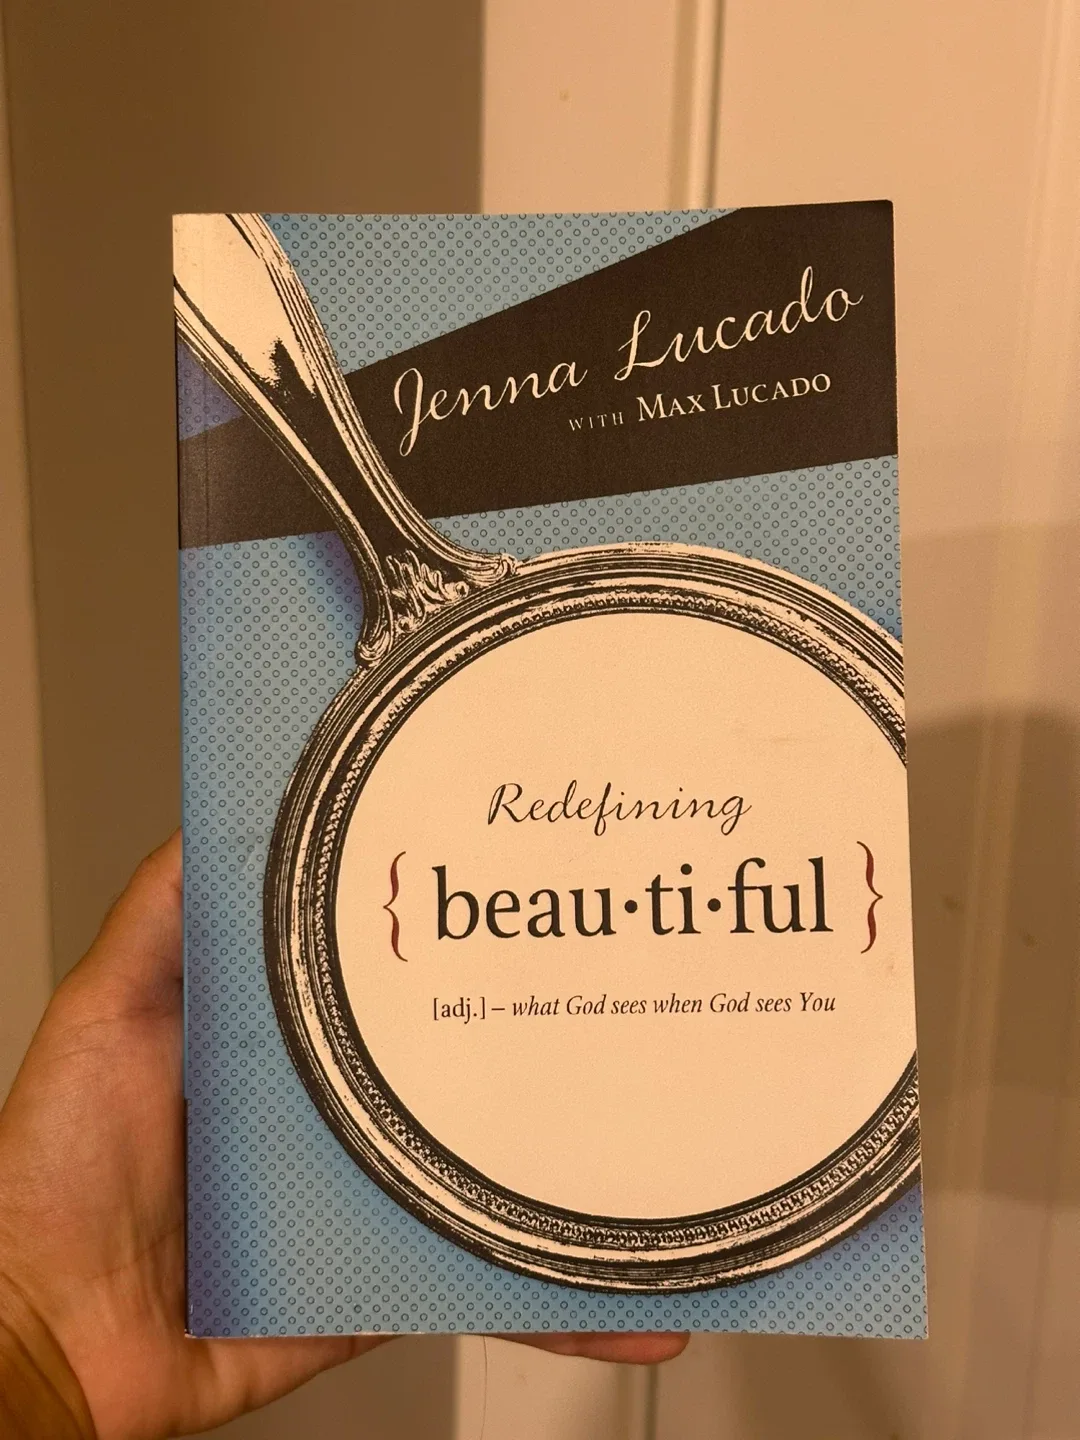 Jenna Lucado
WITH MAX LUCADO
Redefining
{ beau·ti·ful }
[adj.] – what God sees when God sees You